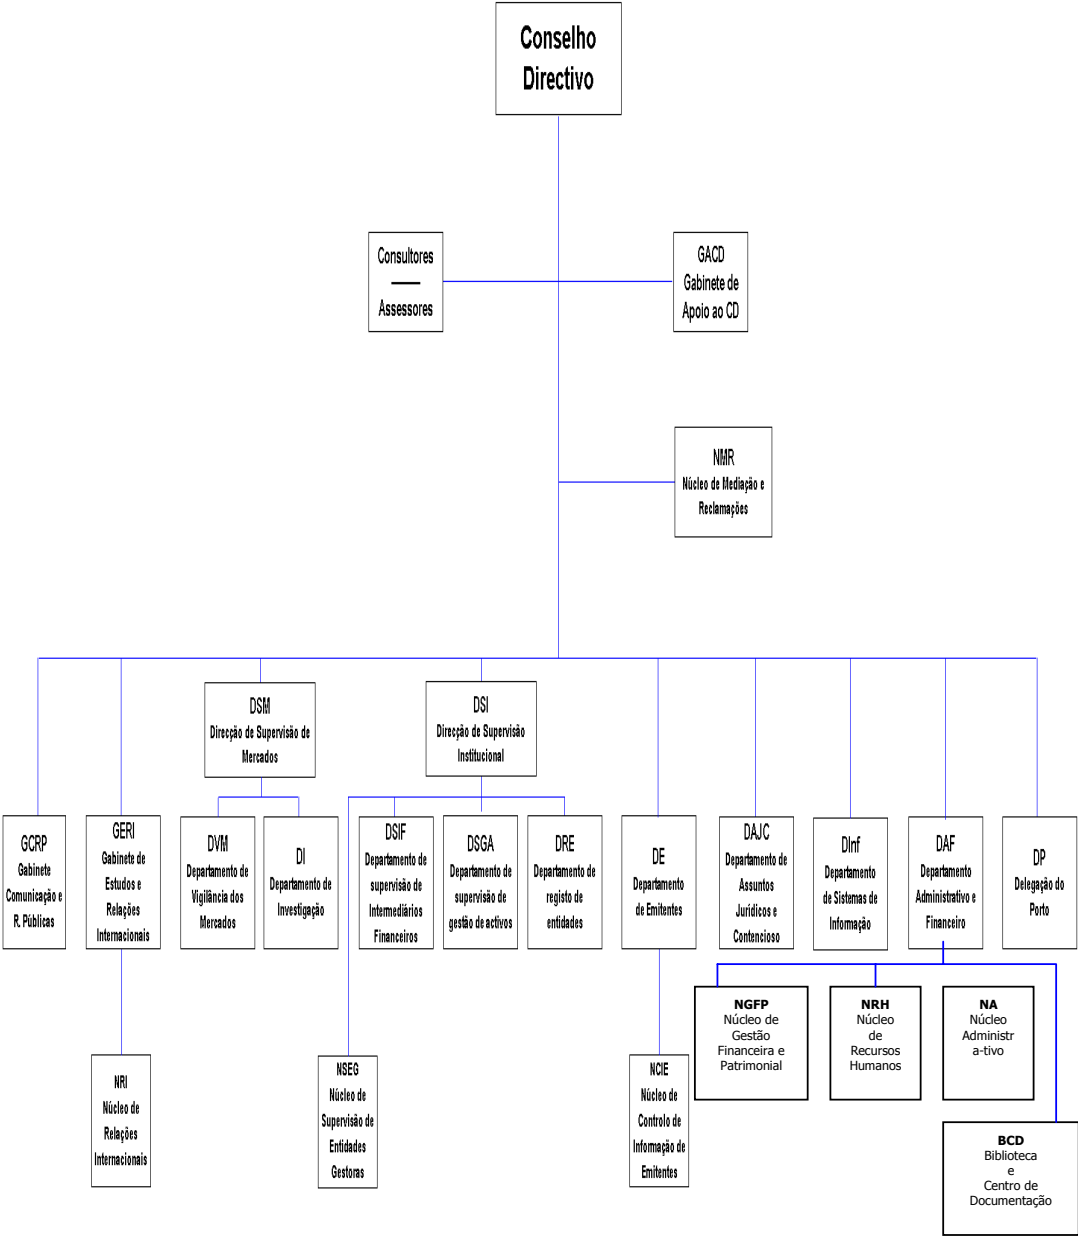 Conselho
Directivo
Consultores
Assessores
GACD
Gabinete de
Apoio ao CD
NMR
Núcleo de Mediação e
Reclamações
DSM
Direcção de Supervisão de
Mercados
DSI
Direcção de Supervisão
Institucional
GCRP
Gabinete
Comunicação e
R. Públicas
GERI
Gabinete de
Estudos e
Relações
Internacionais
DVM
Departamento de
Vigilância dos
Mercados
DI
Departamento de
Investigação
DSIF
Departamento de
supervisão de
Intermediários
Financeiros
DSGA
Departamento de
supervisão de
gestão de activos
DRE
Departamento de
registo de
entidades
DE
Departamento
de Emitentes
DAJC
Departamento de
Assuntos
Jurídicos e
Contencioso
DInf
Departamento
de Sistemas de
Informação
DAF
Departamento
Administrativo e
Financeiro
DP
Delegação do
Porto
NGFP
Núcleo de
Gestão
Financeira e
Patrimonial
NRH
Núcleo
de
Recursos
Humanos
NA
Núcleo
Administr
a-tivo
NRI
Núcleo de
Relações
Internacionais
NSEG
Núcleo de
Supervisão de
Entidades
Gestoras
NCIE
Núcleo de
Controlo de
Informação de
Emitentes
BCD
Biblioteca
e
Centro de
Documentação